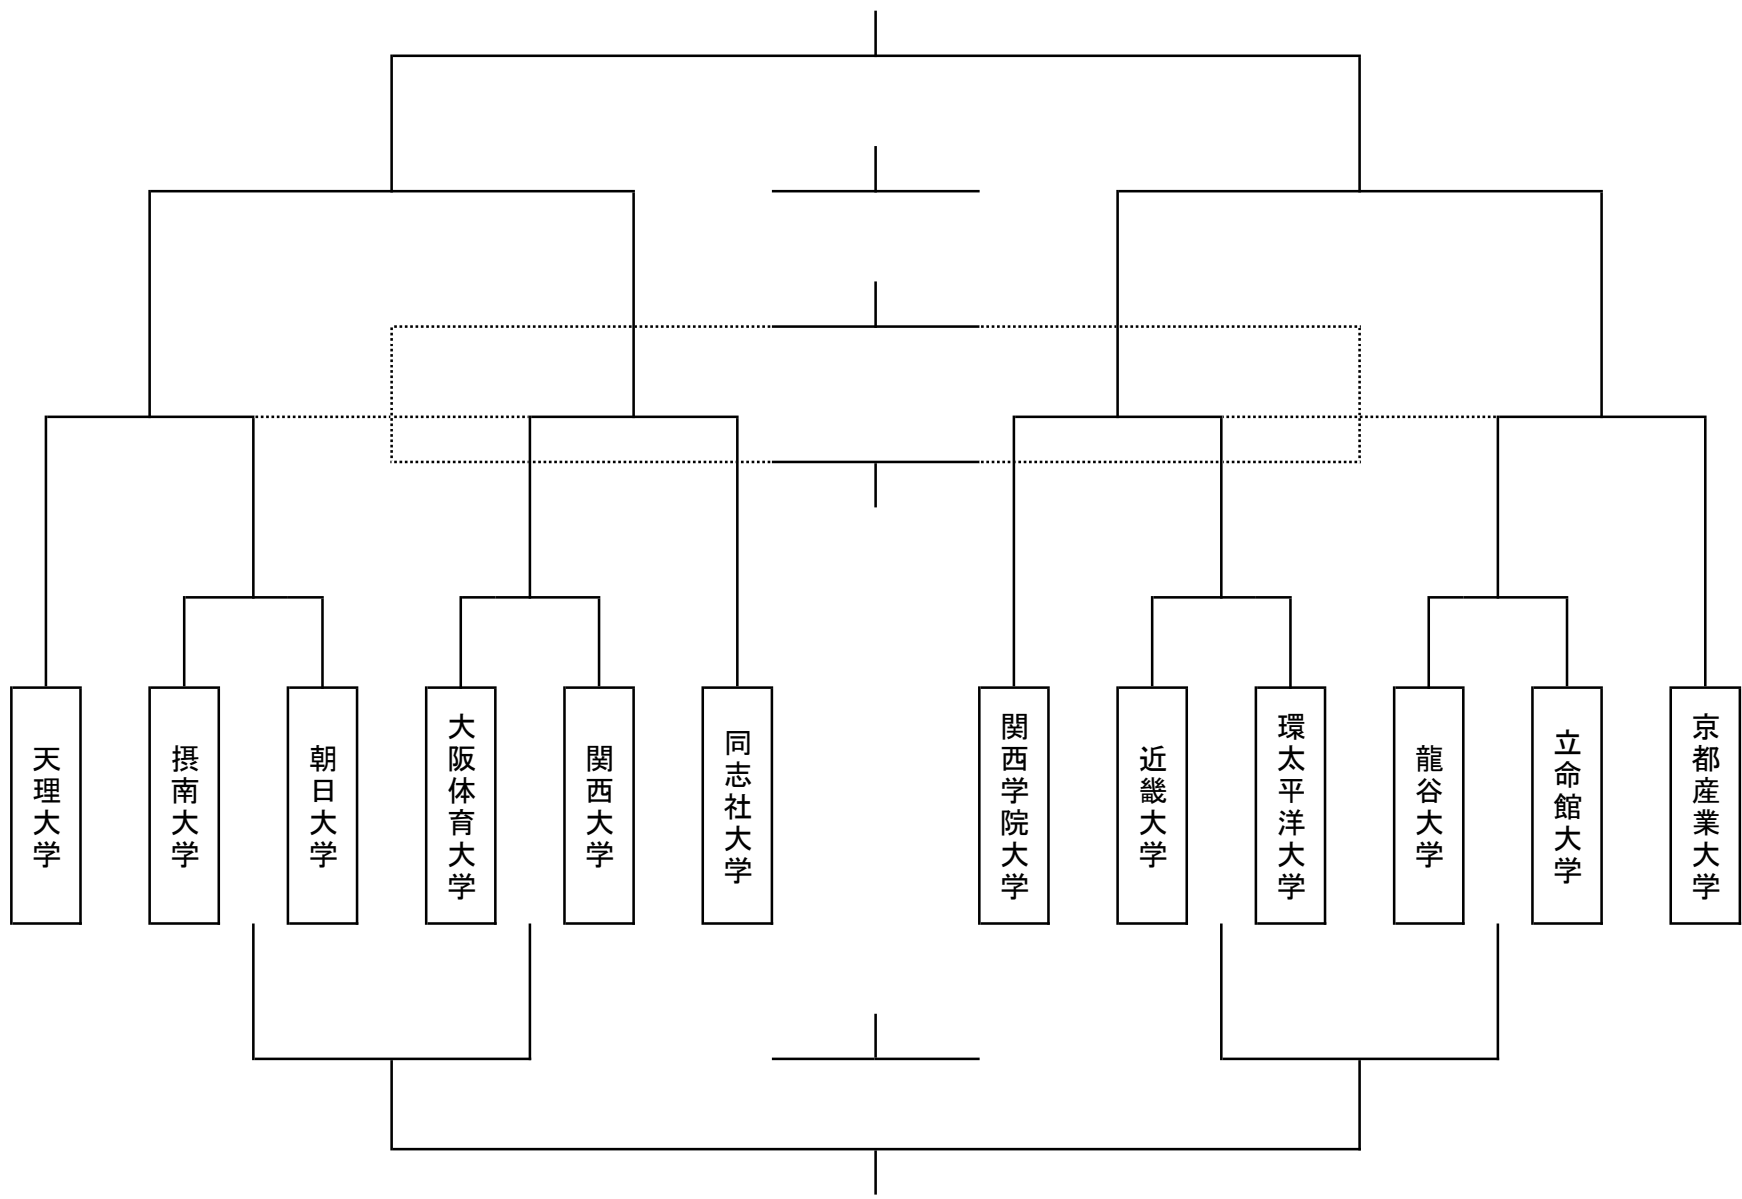 天理大学
摂南大学
朝日大学
大阪体育大学
関西大学
同志社大学
関西学院大学
近畿大学
環太平洋大学
龍谷大学
立命館大学
京都産業大学